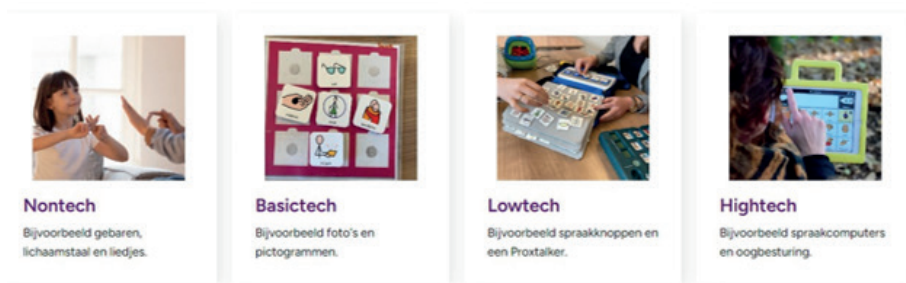 Nontech
Bijvoorbeeld gebaren,
lichaamstaal en liedjes.
Basictech
Bijvoorbeeld foto's en
pictogrammen.
Lowtech
Bijvoorbeeld spraakknoppen en
een Proxtalker.
Hightech
Bijvoorbeeld spraakcomputers
en oogbesturing.